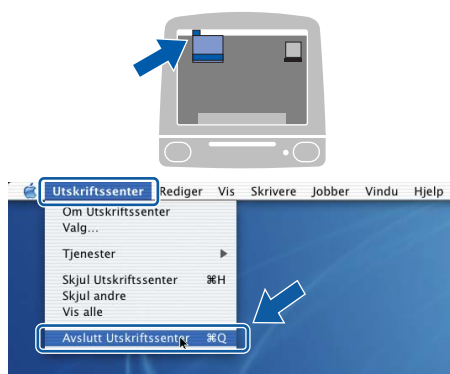 Utskriftssenter Rediger Vis Skrivere Jobber Vindu Hjelp
Om Utskriftssenter
Valg...
Tjenester
Skjul Utskriftssenter ⌘H
Skjul andre
Vis alle
Avslutt Utskriftssenter ⌘Q